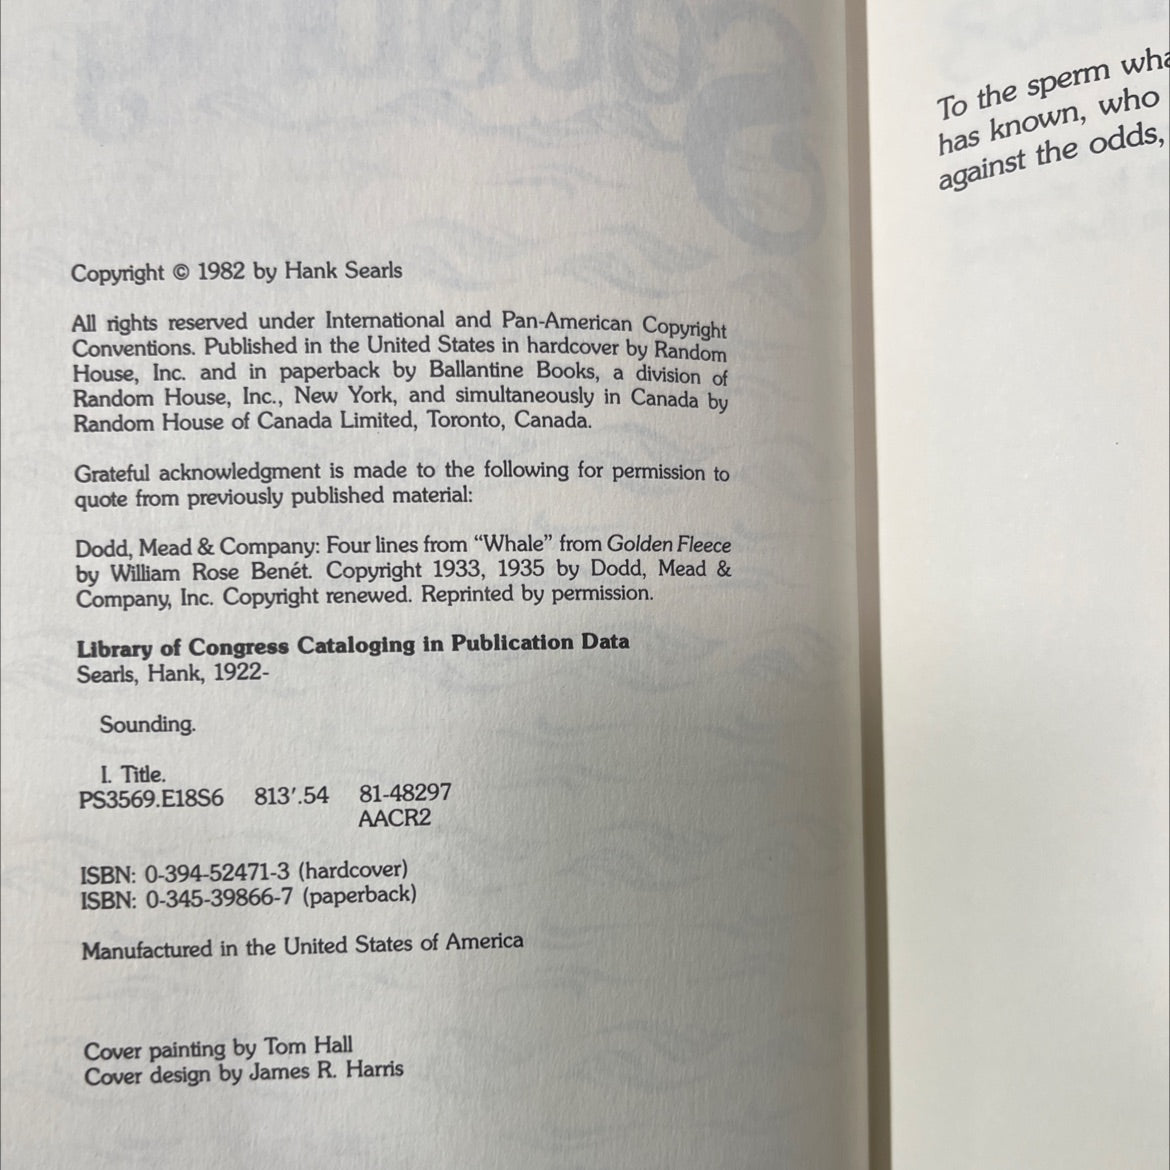 Copyright © 1982 by Hank Searls
All rights reserved under International and Pan-American Copyright
Conventions. Published in the United States in hardcover by Random
House, Inc. and in paperback by Ballantine Books, a division of
Random House, Inc., New York, and simultaneously in Canada by
Random House of Canada Limited, Toronto, Canada.
Grateful acknowledgment is made to the following for permission to
quote from previously published material:
Dodd, Mead & Company: Four lines from “Whale” from Golden Fleece
by William Rose Benét. Copyright 1933, 1935 by Dodd, Mead &
Company, Inc. Copyright renewed. Reprinted by permission.
Library of Congress Cataloging in Publication Data
Searls, Hank, 1922-
Sounding.
I. Title.
PS3569.E18S6 813′.54 81-48297
AACR2
ISBN: 0-394-52471-3 (hardcover)
ISBN: 0-345-39866-7 (paperback)
Manufactured in the United States of America
Cover painting by Tom Hall
Cover design by James R. Harris
To the sperm wha
has known, who
against the odds,